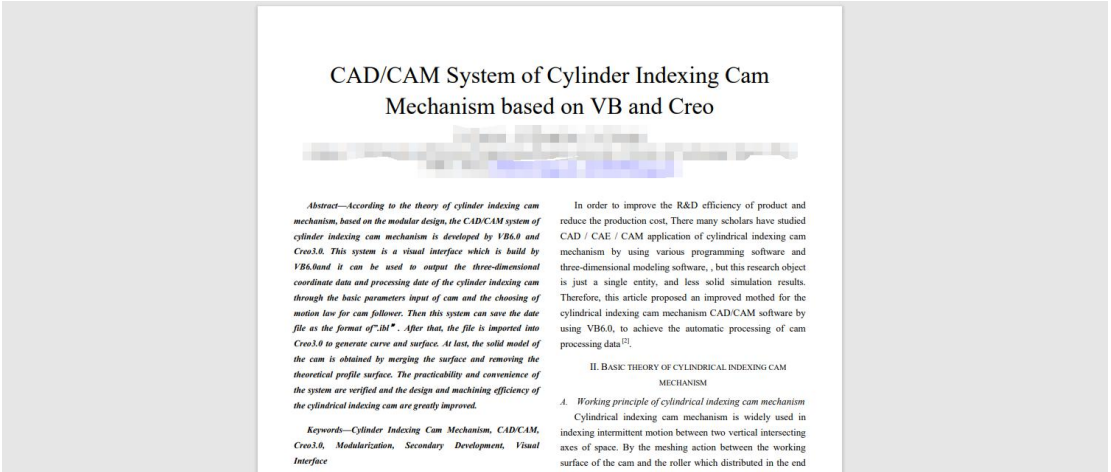 CAD/CAM System of Cylinder Indexing Cam
Mechanism based on VB and Creo
Abstract—According to the theory of cylinder indexing cam
mechanism, based on the modular design, the CAD/CAM system of
cylinder indexing cam mechanism is developed by VB6.0 and
Creo3.0. This system is a visual interface which is build by
VB6.0and it can be used to output the three-dimensional
coordinate data and processing date of the cylinder indexing cam
through the basic parameters input of cam and the choosing of
motion law for cam follower. Then this system can save the date
file as the format of".ibl". After that, the file is imported into
Creo3.0 to generate curve and surface. At last, the solid model of
the cam is obtained by merging the surface and removing the
theoretical profile surface. The practicability and convenience of
the system are verified and the design and machining efficiency of
the cylindrical indexing cam are greatly improved.
Keywords—Cylinder Indexing Cam Mechanism, CAD/CAM,
Creo3.0, Modularization, Secondary Development, Visual
Interface
In order to improve the R&D efficiency of product and
reduce the production cost, There many scholars have studied
CAD / CAE / CAM application of cylindrical indexing cam
mechanism by using various programming software and
three-dimensional modeling software, , but this research object
is just a single entity, and less solid simulation results.
Therefore, this article proposed an improved mothed for the
cylindrical indexing cam mechanism CAD/CAM software by
using VB6.0, to achieve the automatic processing of cam
processing data [2].
II. BASIC THEORY OF CYLINDRICAL INDEXING CAM
MECHANISM
A. Working principle of cylindrical indexing cam mechanism
Cylindrical indexing cam mechanism is widely used in
indexing intermittent motion between two vertical intersecting
axes of space. By the meshing action between the working
surface of the cam and the roller which distributed in the end